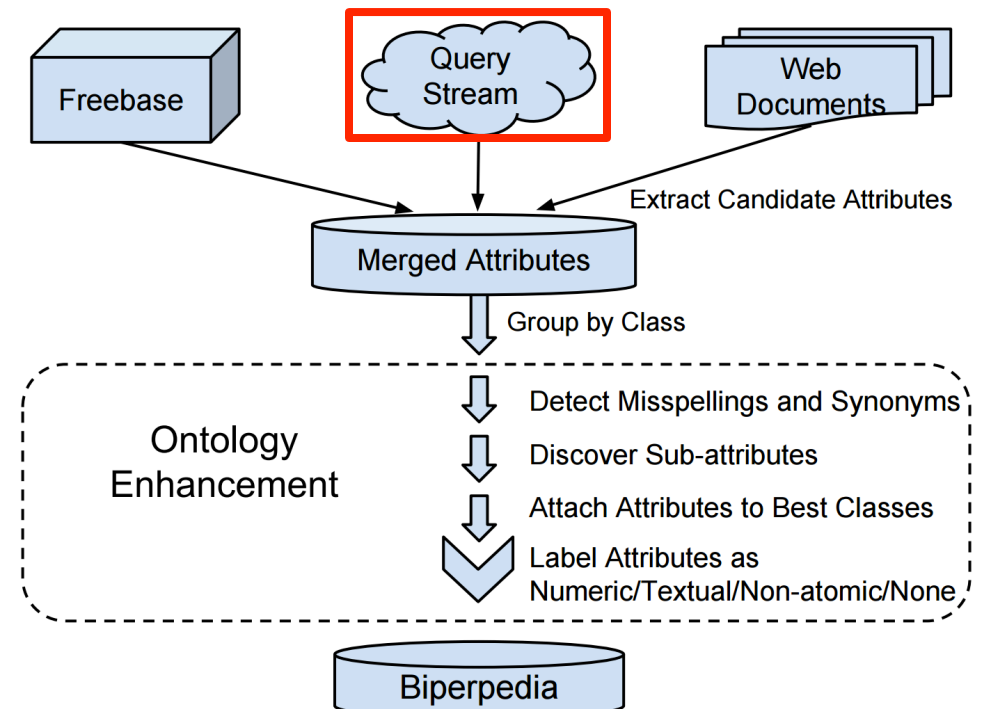 Freebase
Query
Stream
Web
Documents
Extract Candidate Attributes
Merged Attributes
Group by Class
Ontology
Enhancement
Detect Misspellings and Synonyms
Discover Sub-attributes
Attach Attributes to Best Classes
Label Attributes as
Numeric/Textual/Non-atomic/None
Biperpedia